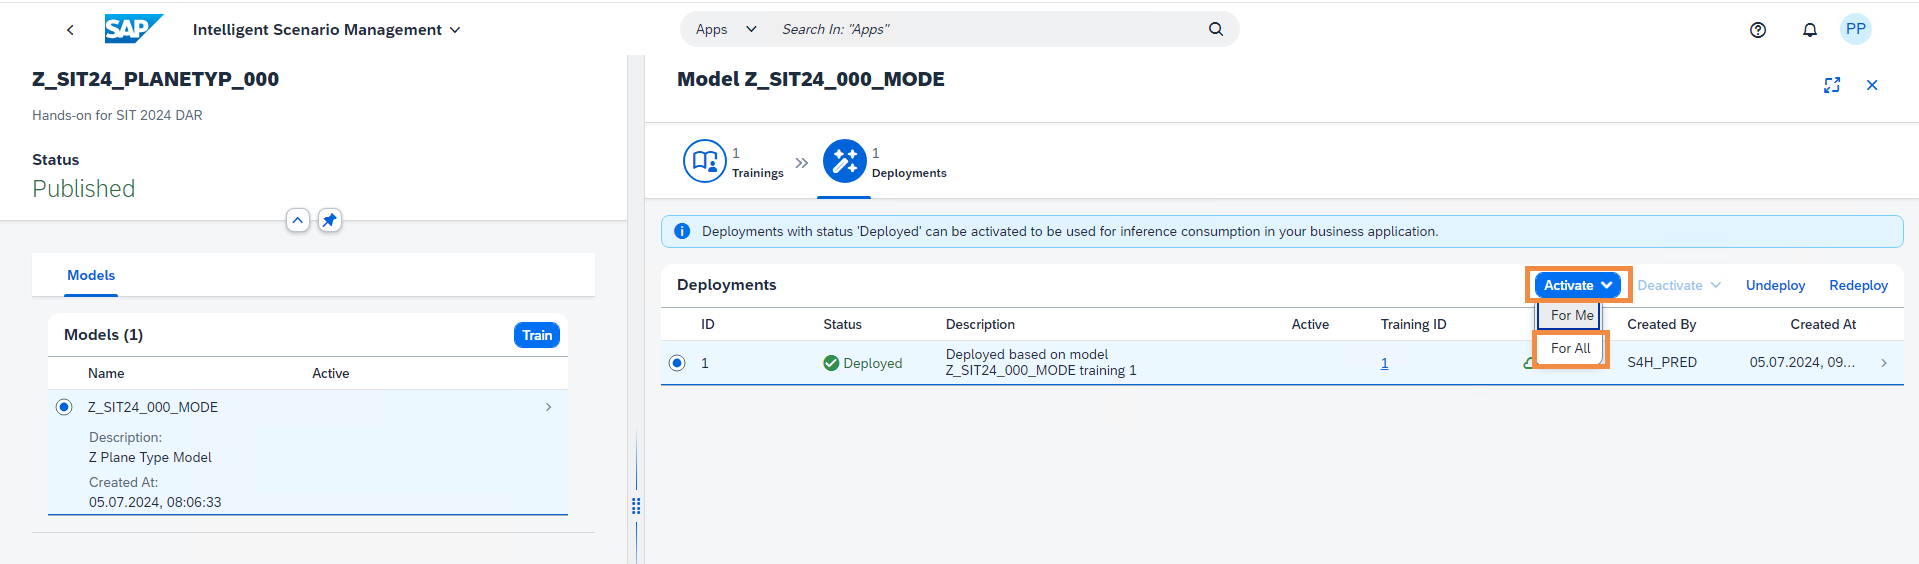 SAP
Intelligent Scenario Management
Apps
Search In: "Apps"
PP
Z_SIT24_PLANETYP_000
Hands-on for SIT 2024 DAR
Status
Published
Models
Models (1)
Train
Name
Active
Z_SIT24_000_MODE
Description:
Z Plane Type Model
Created At:
05.07.2024, 08:06:33
Model Z_SIT24_000_MODE
1
Trainings
1
Deployments
Deployments with status 'Deployed' can be activated to be used for inference consumption in your business application.
Deployments
Activate
Deactivate
Undeploy
Redeploy
For Me
For All
ID
Status
Description
Active
Training ID
Created By
Created At
1
Deployed
Deployed based on model
Z_SIT24_000_MODE training 1
1
S4H_PRED
05.07.2024, 09...